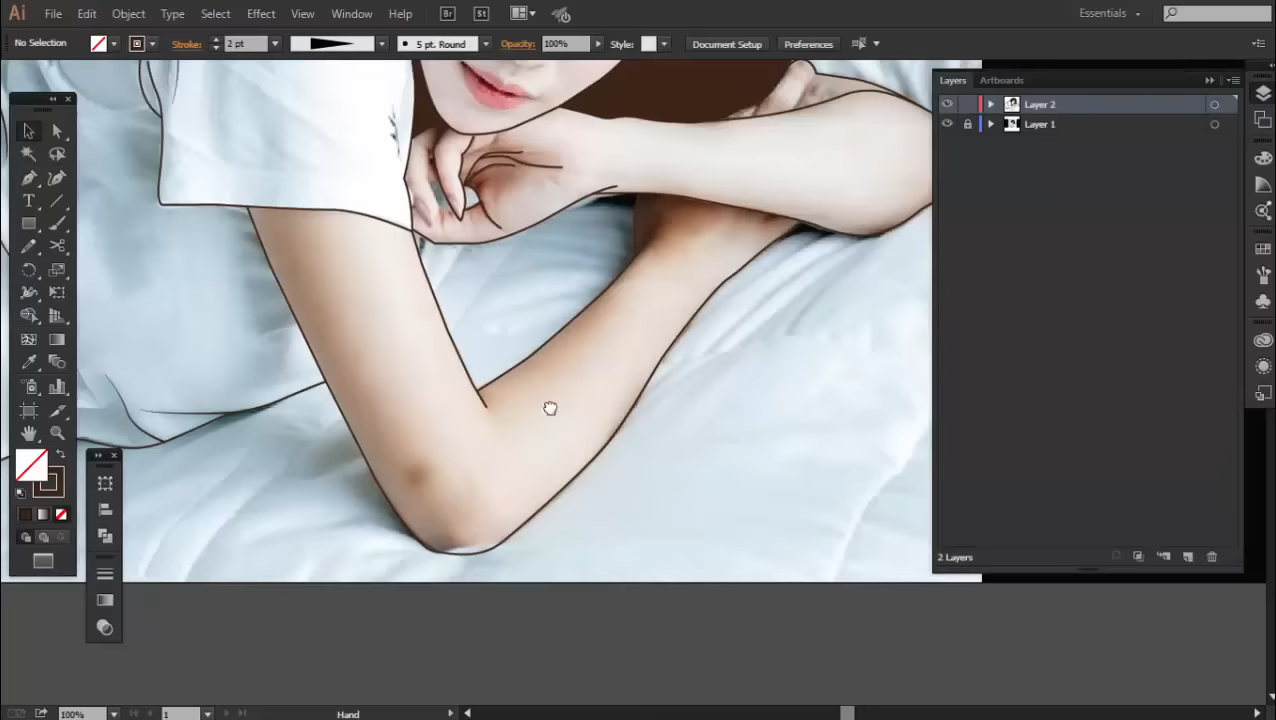 Ai File Edit Object Type Select Effect View Window Help Br St Essentials
No Selection Stroke: 2 pt 5 pt. Round Opacity: 100% Style: Document Setup Preferences
Layers Artboards
Layer 2
Layer 1
T
2 Layers
100% 1 Hand